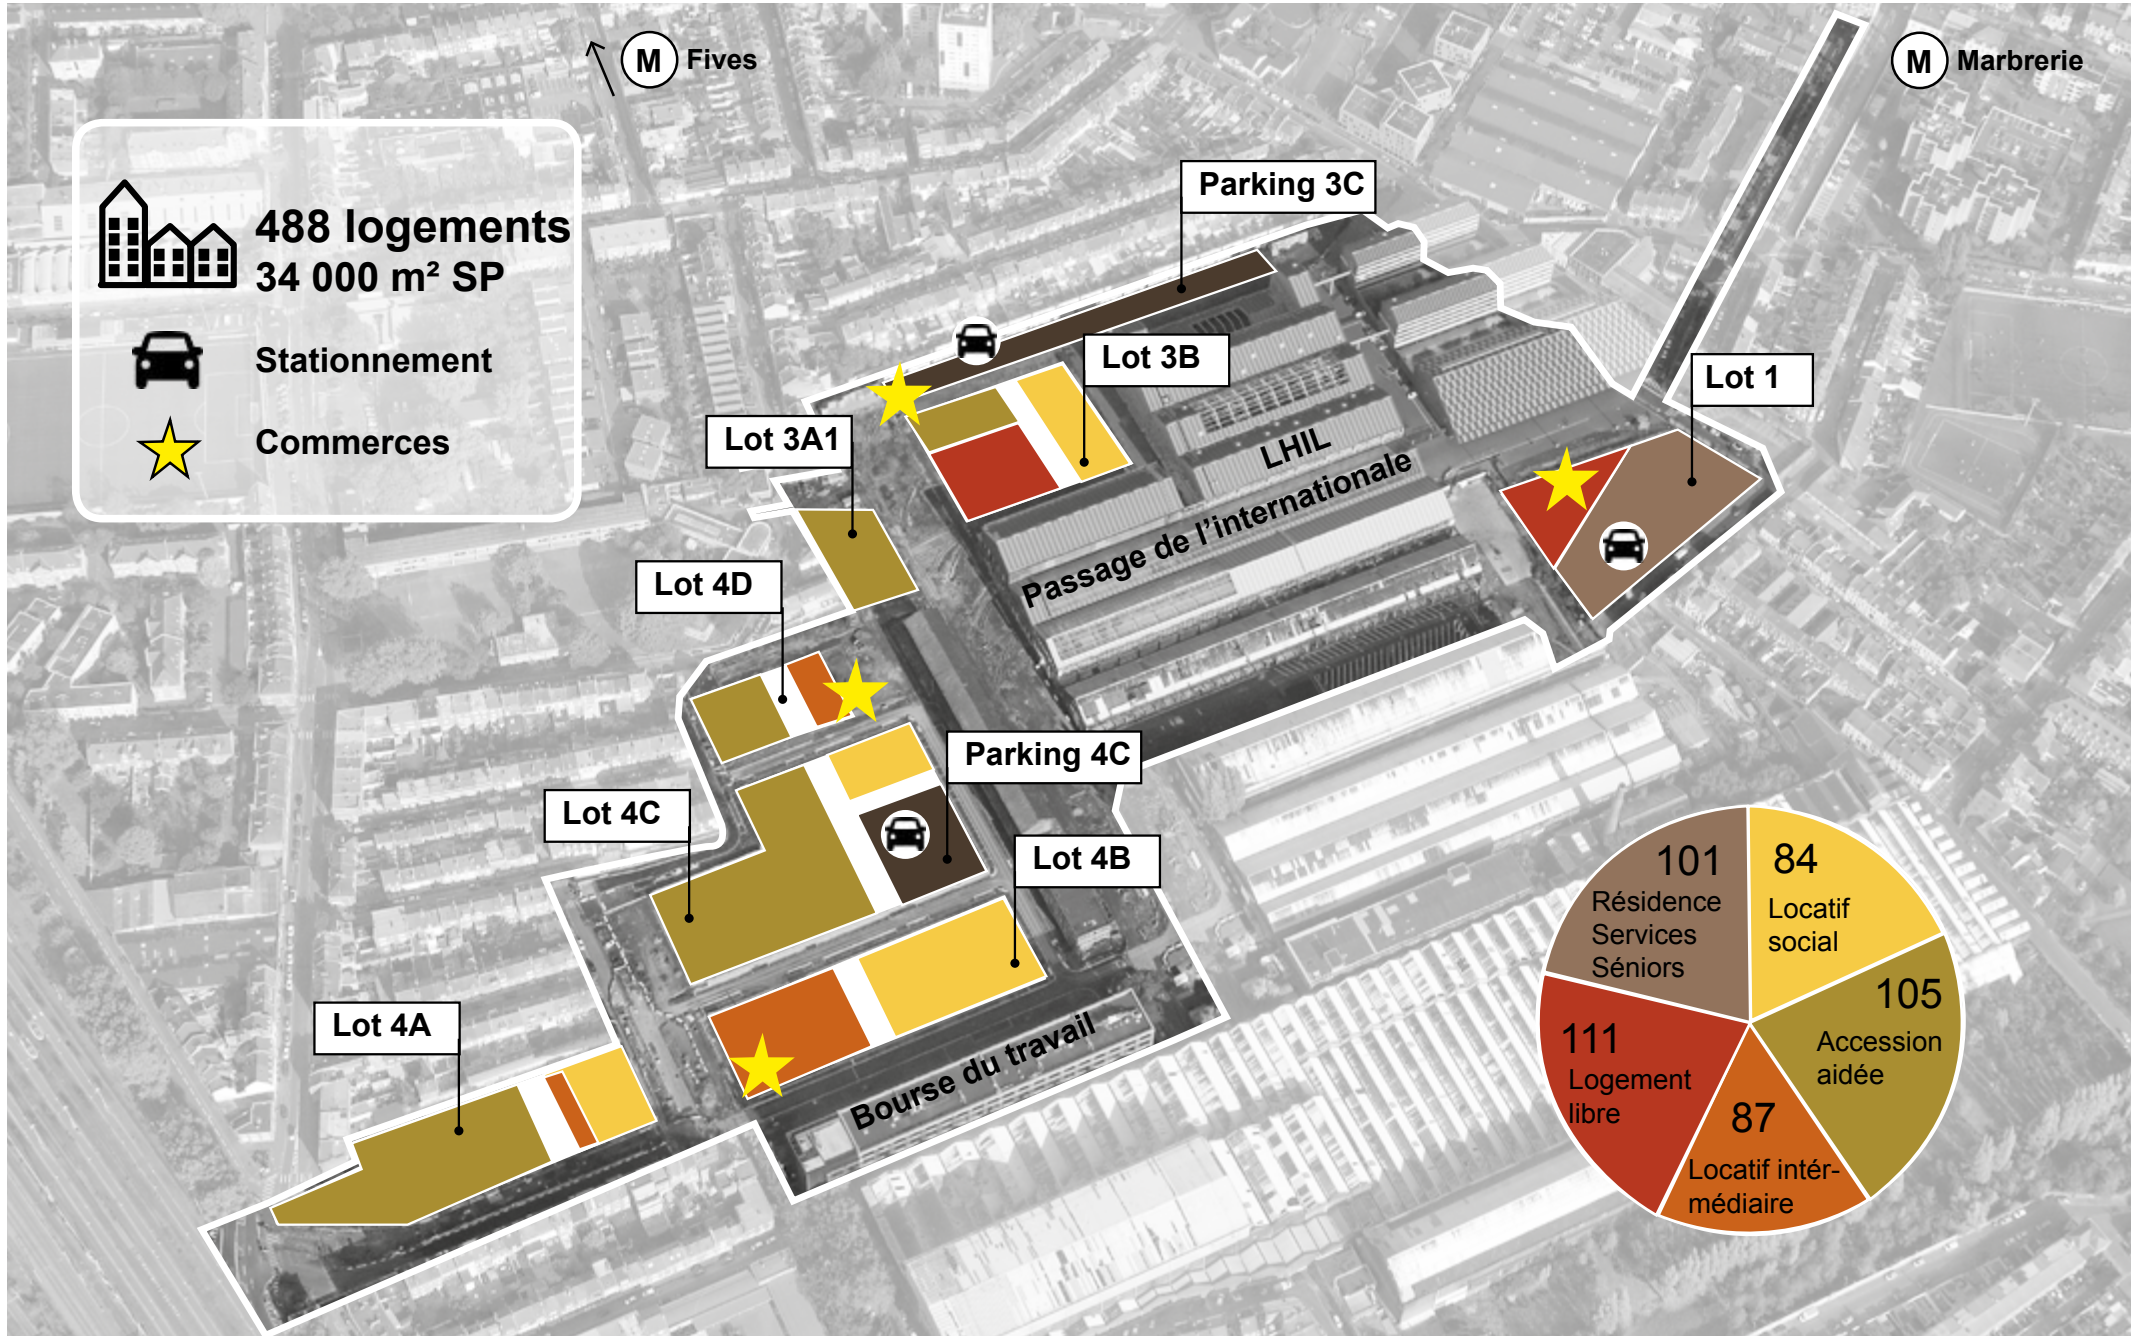 M Fives
M Marbrerie
488 logements
34 000 m² SP
Stationnement
Commerces
Parking 3C
Lot 3B
Lot 1
Lot 3A1
LHIL
Passage de l'internationale
Lot 4D
Parking 4C
Lot 4C
Lot 4B
Lot 4A
Bourse du travail
101
Résidence
Services
Séniors
84
Locatif
social
105
Accession
aidée
111
Logement
libre
87
Locatif intér-
médiaire